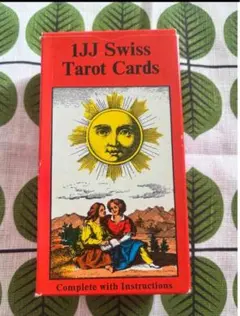 1JJ Swiss
Tarot Cards
Complete with Instructions